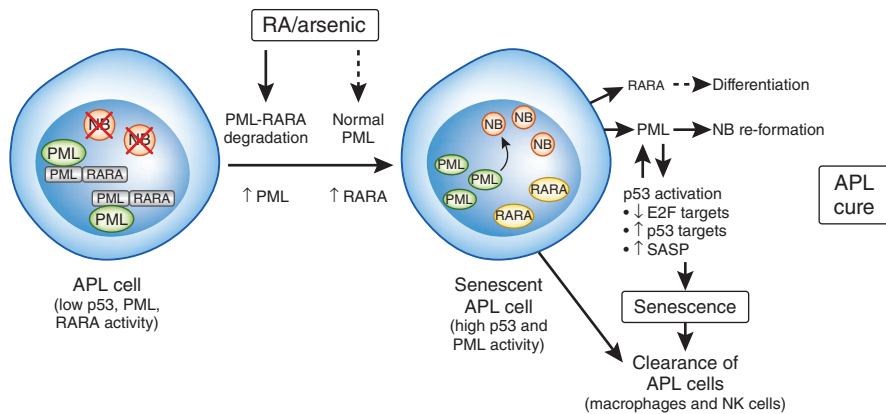 RA/arsenic
NB
NB
PML
PML RARA
PML RARA
PML
APL cell
(low p53, PML,
RARA activity)
PML-RARA
degradation
Normal
PML
↑ PML
↑ RARA
NB
NB
NB
PML
PML
PML
RARA
RARA
Senescent
APL cell
(high p53 and
PML activity)
RARA
Differentiation
PML
NB re-formation
p53 activation
• ↓ E2F targets
• ↑ p53 targets
• ↑ SASP
Senescence
Clearance of
APL cells
(macrophages and NK cells)
APL
cure